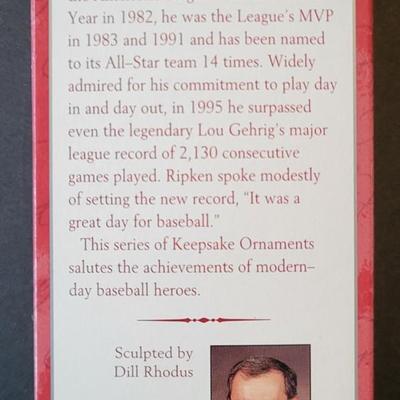 Year in 1982, he was the League's MVP
in 1983 and 1991 and has been named
to its All–Star team 14 times. Widely
admired for his commitment to play day
in and day out, in 1995 he surpassed
even the legendary Lou Gehrig's major
league record of 2,130 consecutive
games played. Ripken spoke modestly
of setting the new record, “It was a
great day for baseball.”
This series of Keepsake Ornaments
salutes the achievements of modern–
day baseball heroes.
Sculpted by
Dill Rhodus